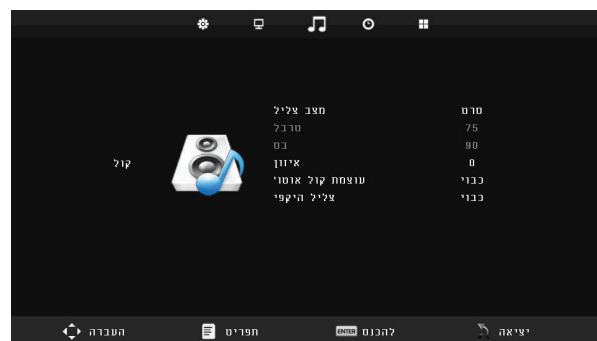 מצב צליל סרט
טרבל 75
בס 90
קול
איזון 0
עוצמת קול אוטו' כבוי
צליל היקפי כבוי
העברה תפריט ENTER להכנס יציאה